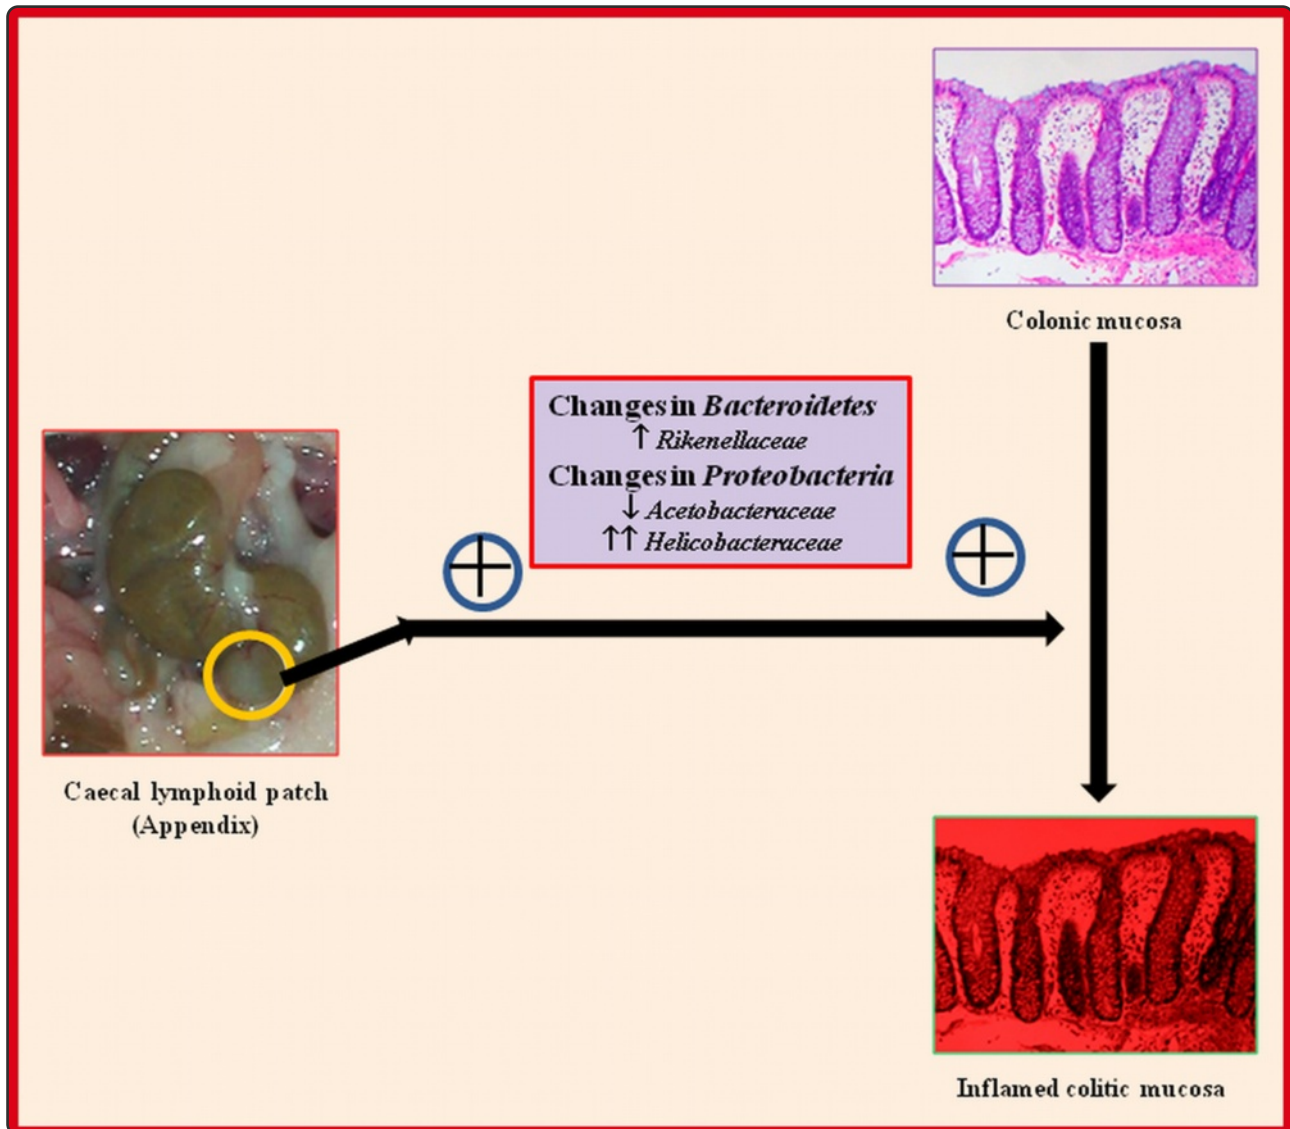 Colonic mucosa
Changes in Bacteroidetes
↑ Rikenellaceae
Changes in Proteobacteria
↓ Acetobacteraceae
↑↑ Helicobacteraceae
Caecal lymphoid patch
(Appendix)
Inflamed colitic mucosa